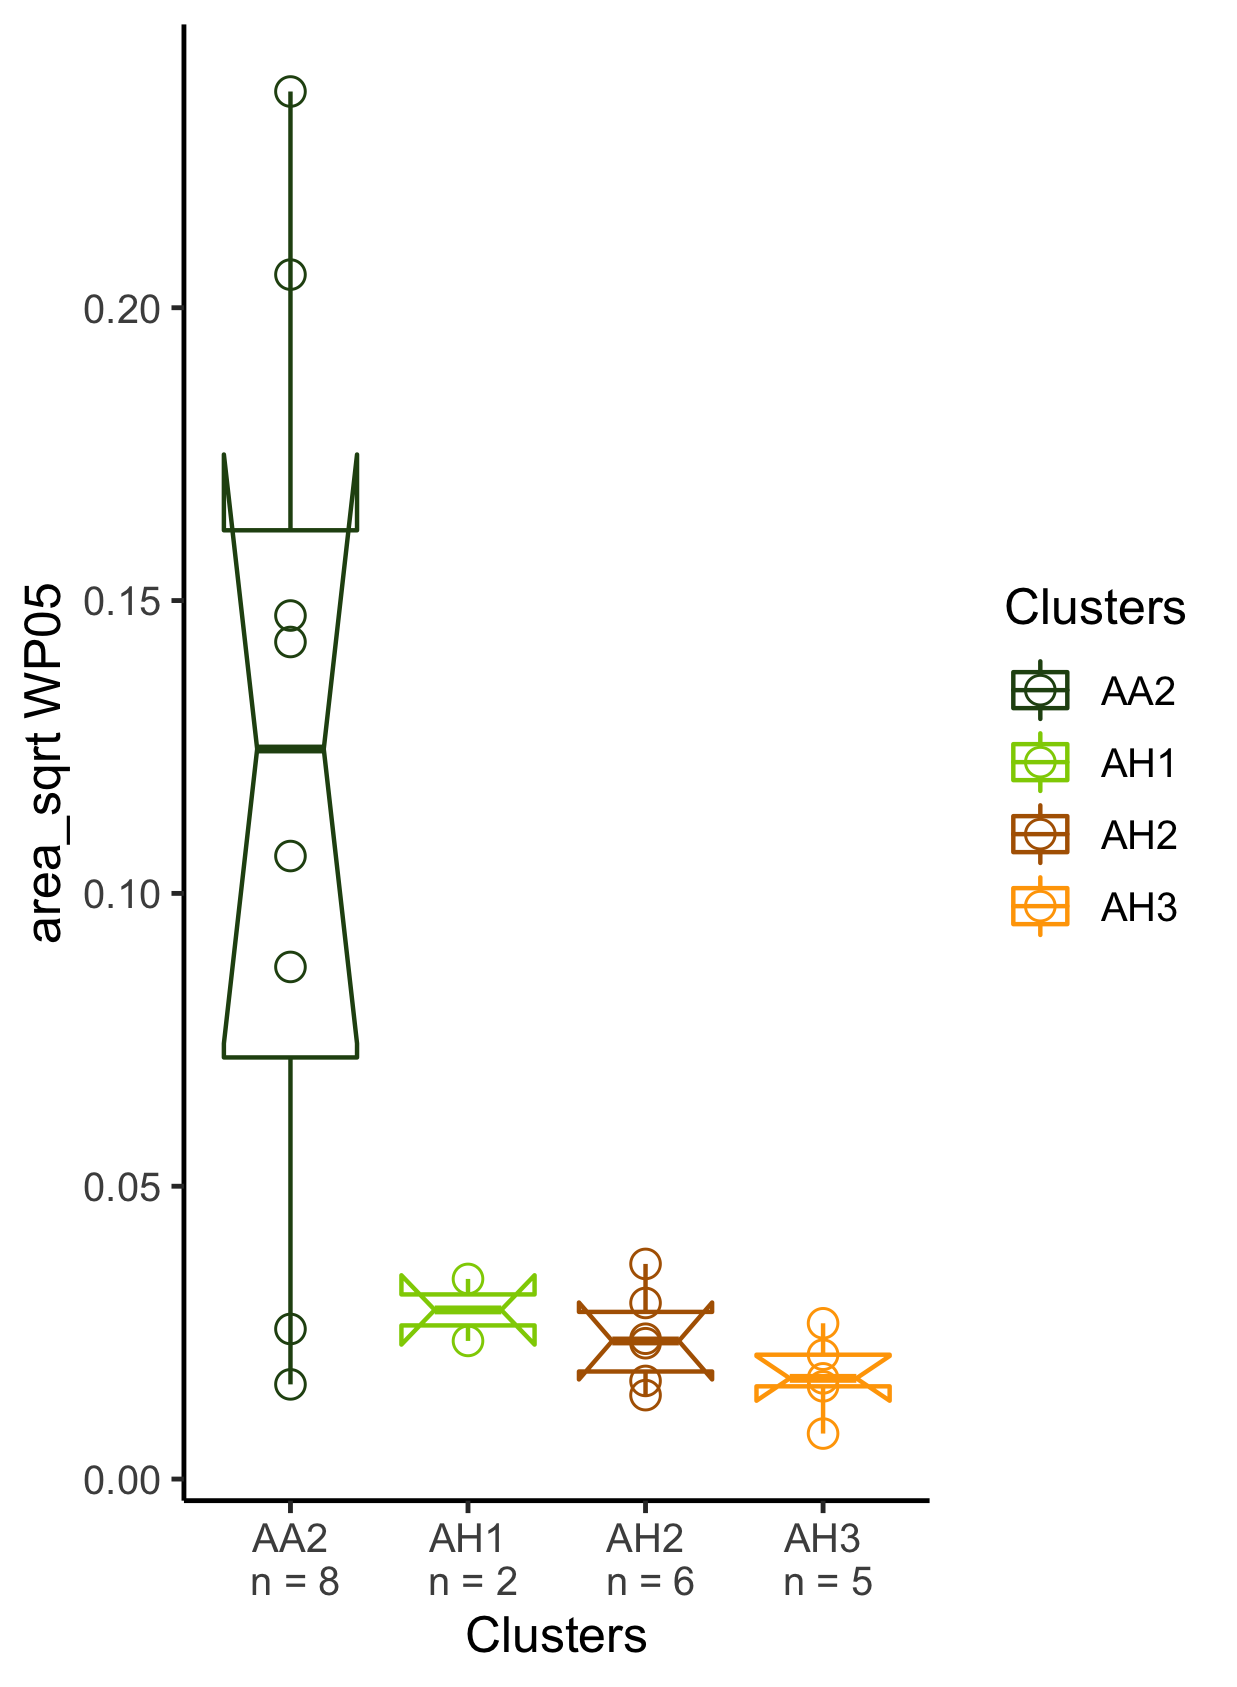 area_sqrt WP05
0.20
0.15
0.10
0.05
0.00
AA2
n = 8
AH1
n = 2
AH2
n = 6
AH3
n = 5
Clusters
Clusters
AA2
AH1
AH2
AH3